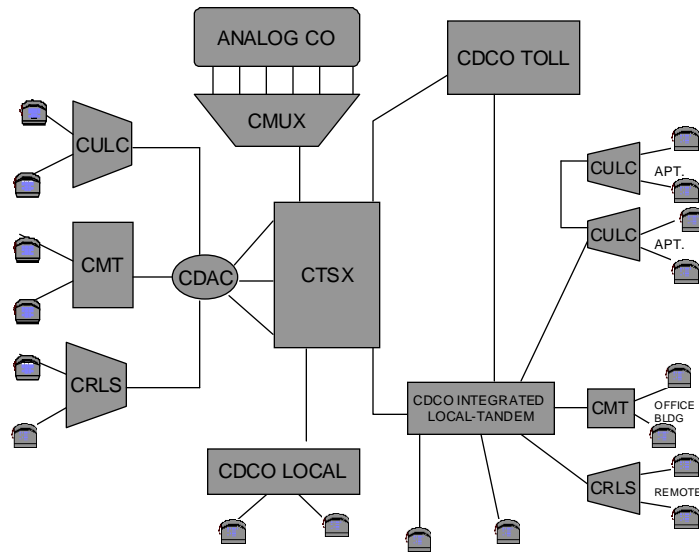 ANALOG CO
CDCO TOLL
CMUX
CULC
CULC
APT.
CULC
APT.
CMT
CDAC
CTSX
CRLS
CDCO INTEGRATED
LOCAL-TANDEM
CMT
OFFICE
BLDG
CDCO LOCAL
CRLS
REMOTE